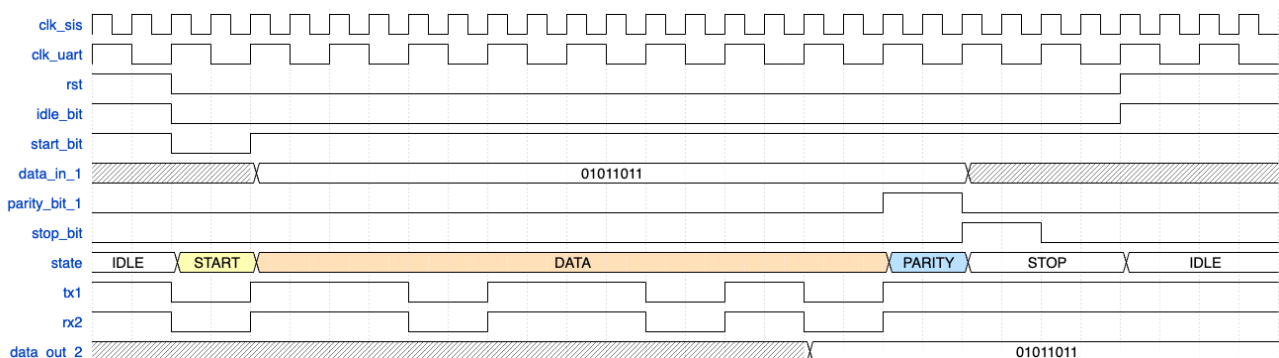 clk_sis
clk_uart
rst
idle_bit
start_bit
data_in_1 01011011
parity_bit_1
stop_bit
state IDLE START DATA PARITY STOP IDLE
tx1
rx2
data_out_2 01011011